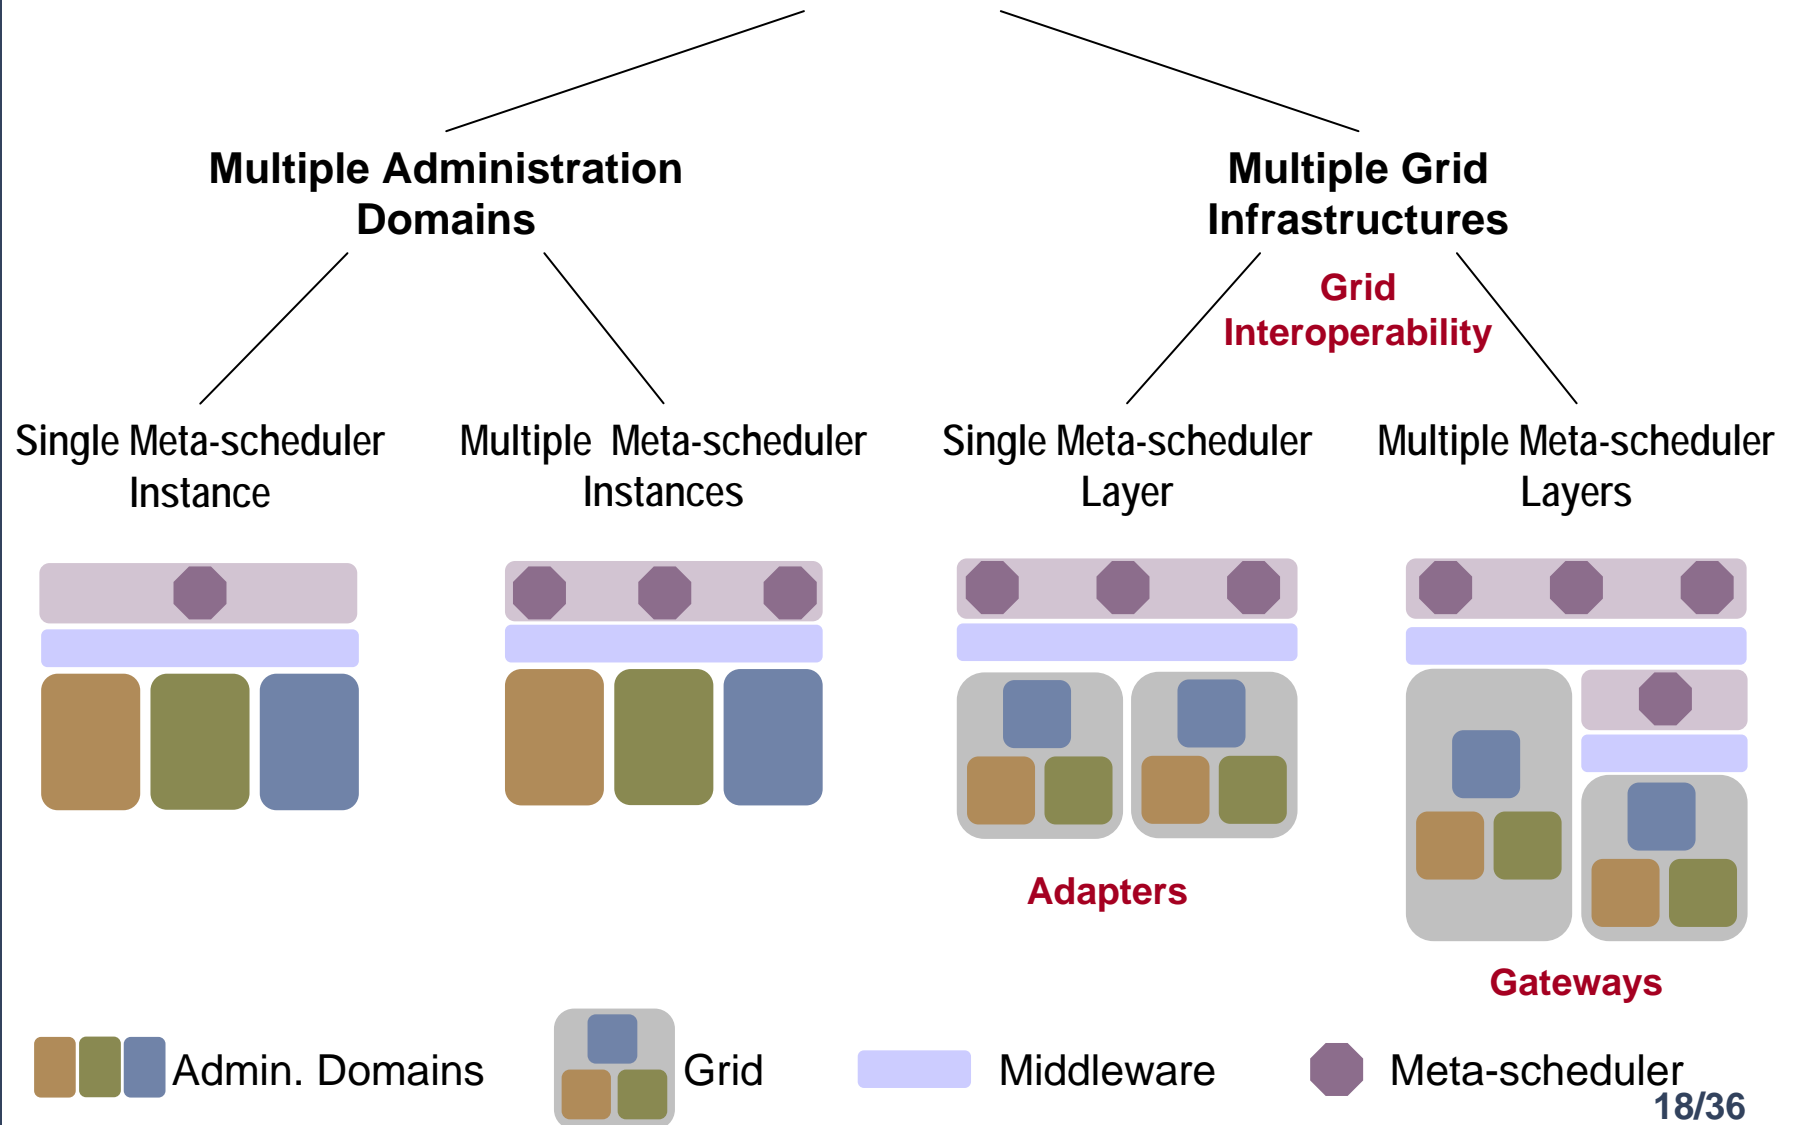 Multiple Administration
Domains
Multiple Grid
Infrastructures
Grid
Interoperability
Single Meta-scheduler
Instance
Multiple Meta-scheduler
Instances
Single Meta-scheduler
Layer
Multiple Meta-scheduler
Layers
Adapters
Gateways
Admin. Domains
Grid
Middleware
Meta-scheduler
18/36